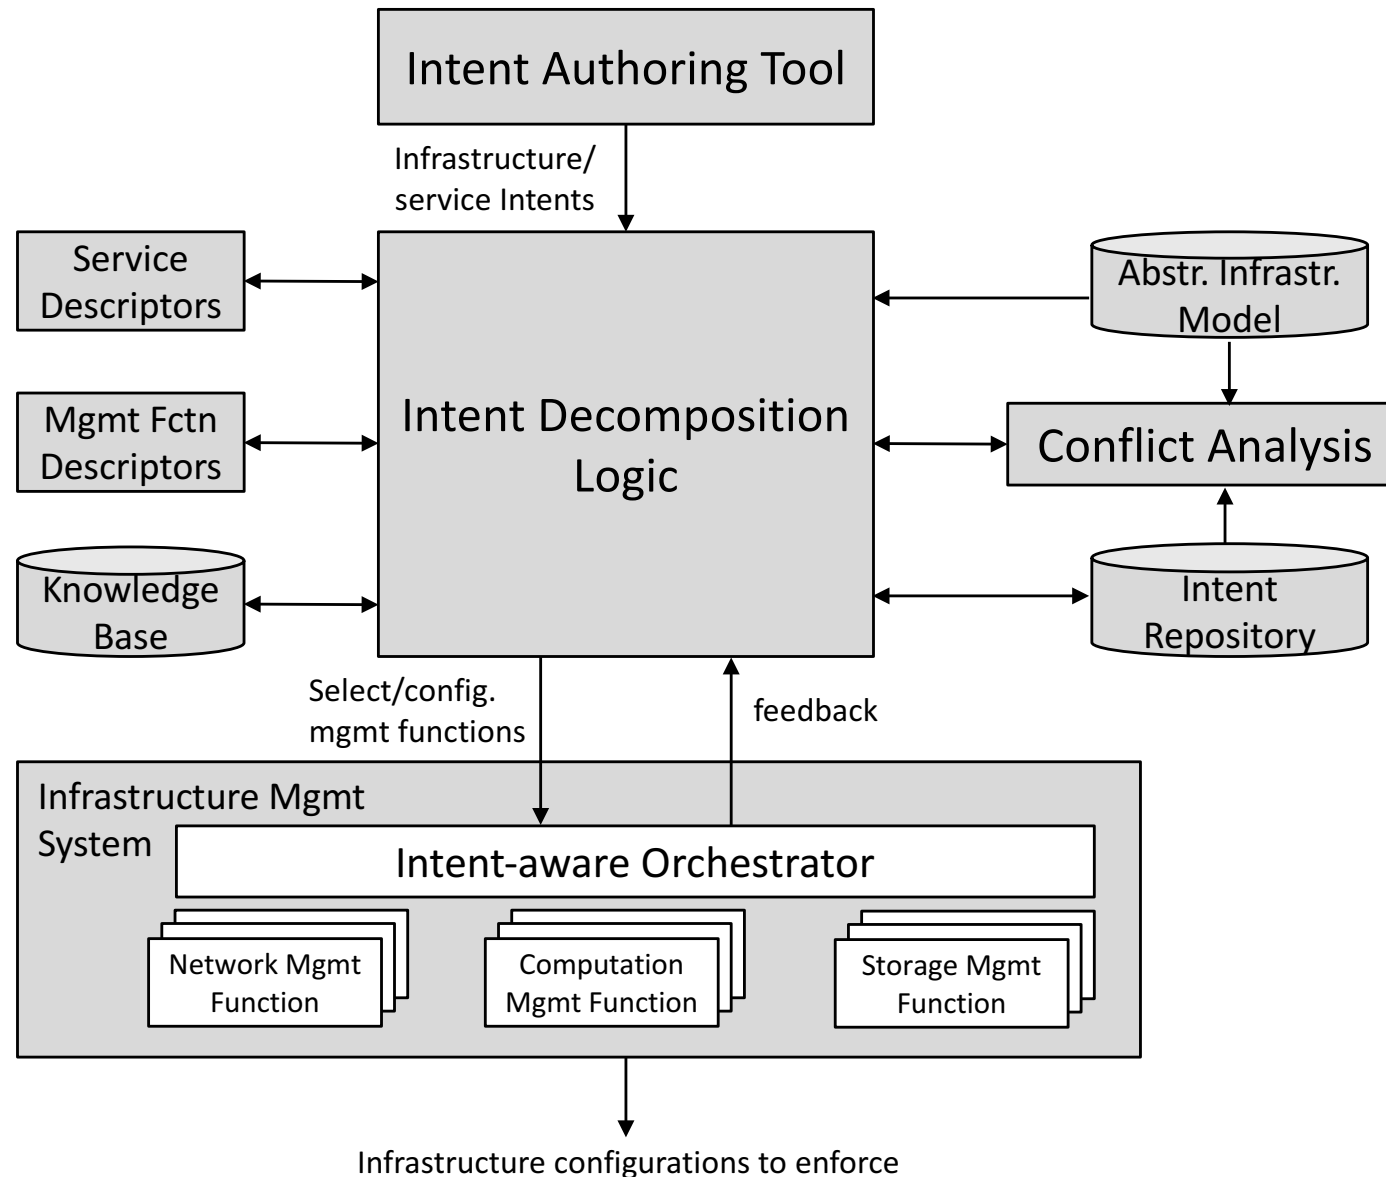 Intent Authoring Tool
Infrastructure/
service Intents
Service
Descriptors
Abstr. Infrastr.
Model
Mgmt Fctn
Descriptors
Intent Decomposition
Logic
Conflict Analysis
Knowledge
Base
Intent
Repository
Select/config.
mgmt functions
feedback
Infrastructure Mgmt
System
Intent-aware Orchestrator
Network Mgmt
Function
Computation
Mgmt Function
Storage Mgmt
Function
Infrastructure configurations to enforce